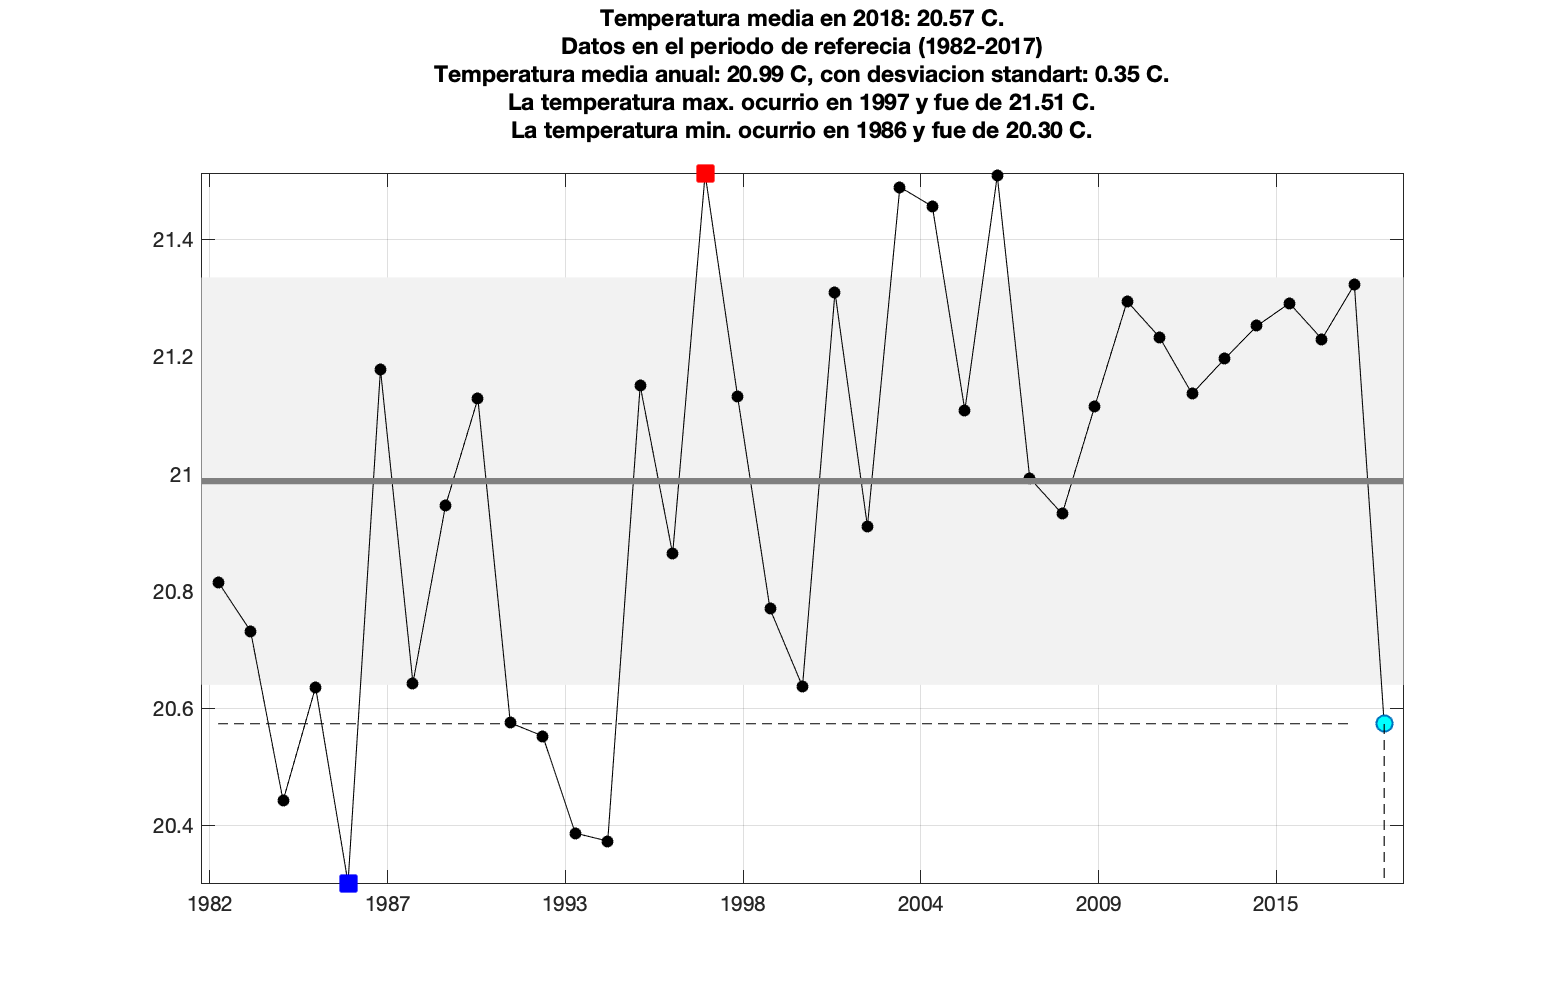 Temperatura media en 2018: 20.57 C.
Datos en el periodo de referecia (1982-2017)
Temperatura media anual: 20.99 C, con desviacion standart: 0.35 C.
La temperatura max. ocurrio en 1997 y fue de 21.51 C.
La temperatura min. ocurrio en 1986 y fue de 20.30 C.
21.4
21.2
21
20.8
20.6
20.4
1982 1987 1993 1998 2004 2009 2015